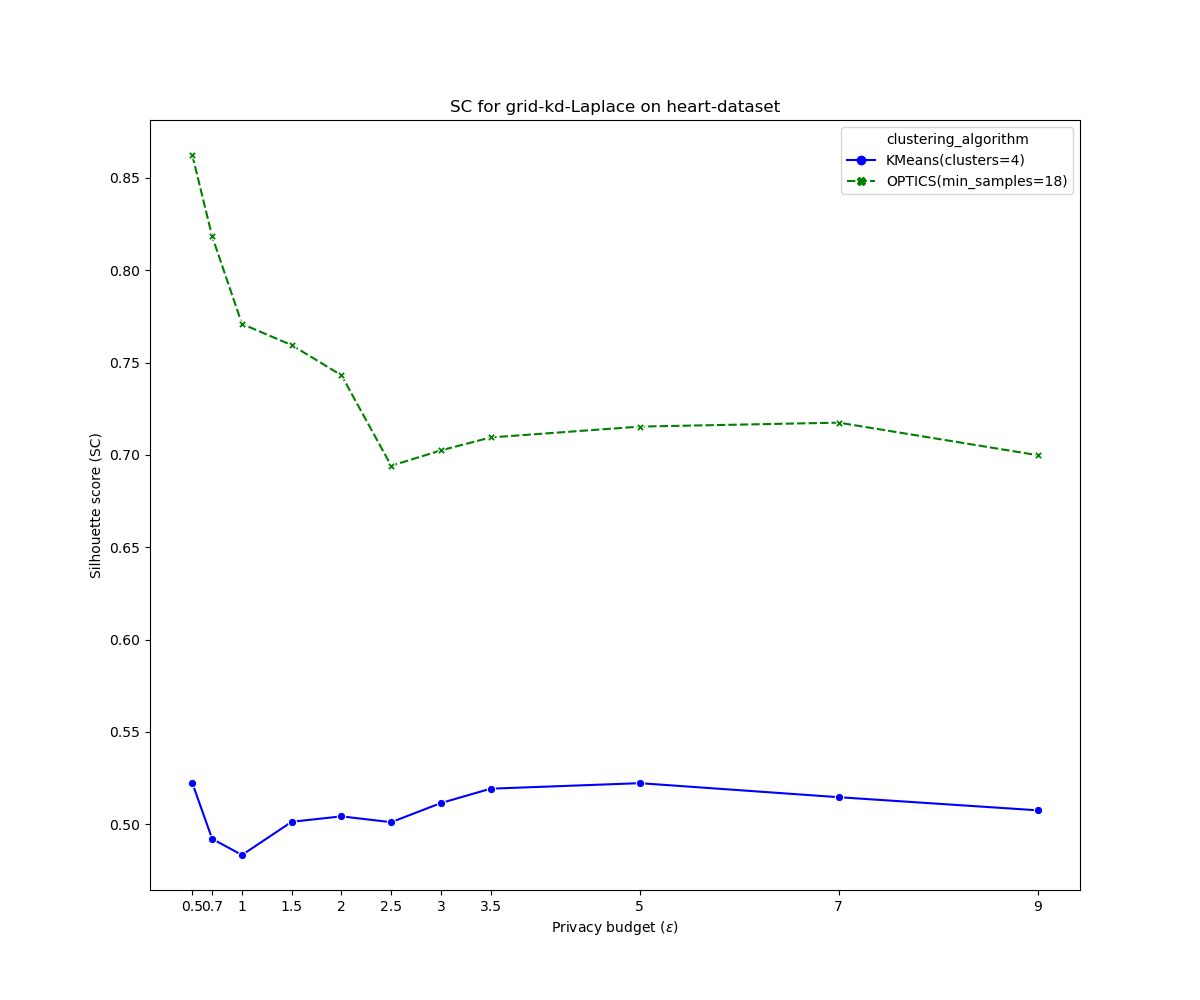 SC for grid-kd-Laplace on heart-dataset
clustering_algorithm
KMeans(clusters=4)
OPTICS(min_samples=18)
Silhouette score (SC)
0.85
0.80
0.75
0.70
0.65
0.60
0.55
0.50
0.5 0.7 1 1.5 2 2.5 3 3.5 5 7 9
Privacy budget (ε)